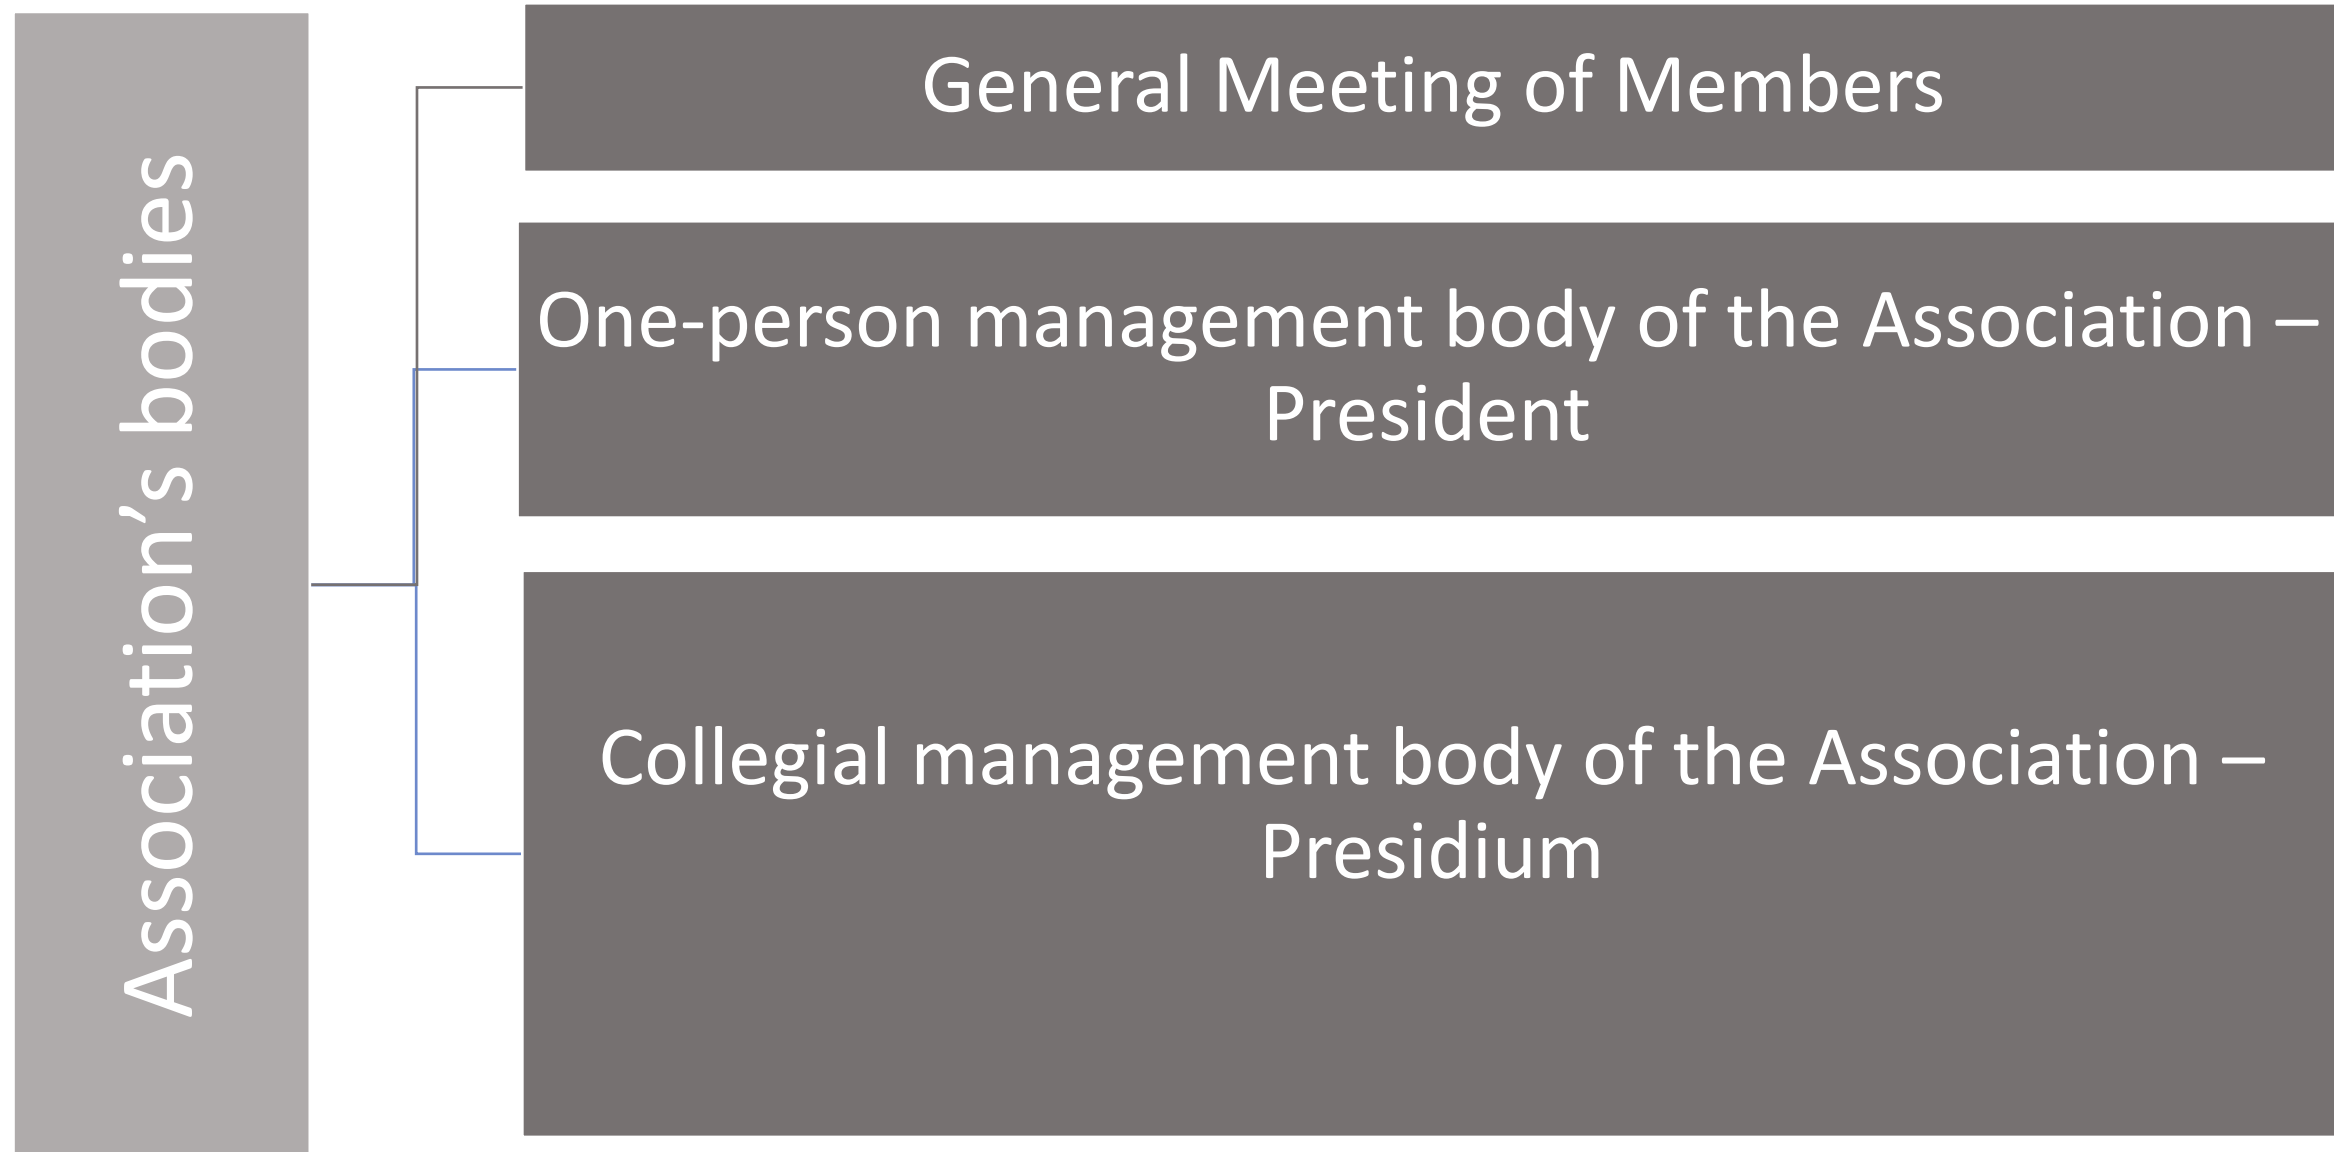 Association’s bodies
General Meeting of Members
One-person management body of the Association –
President
Collegial management body of the Association –
Presidium